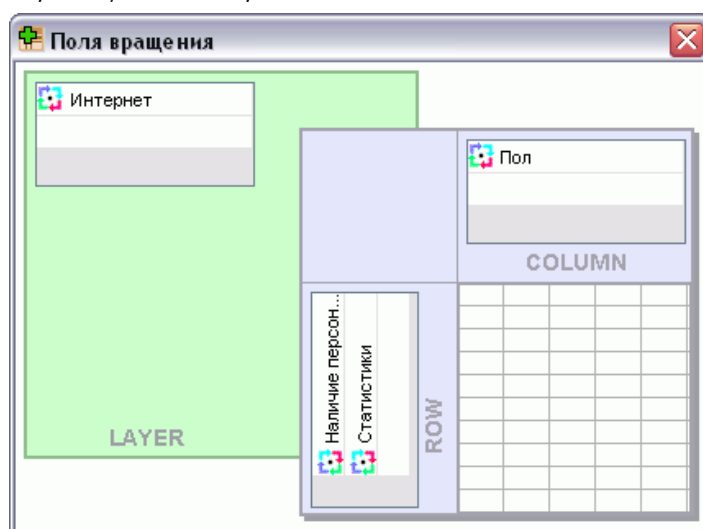 Поля вращения
Интернет
Пол
COLUMN
Наличие персон...
Статистики
ROW
LAYER